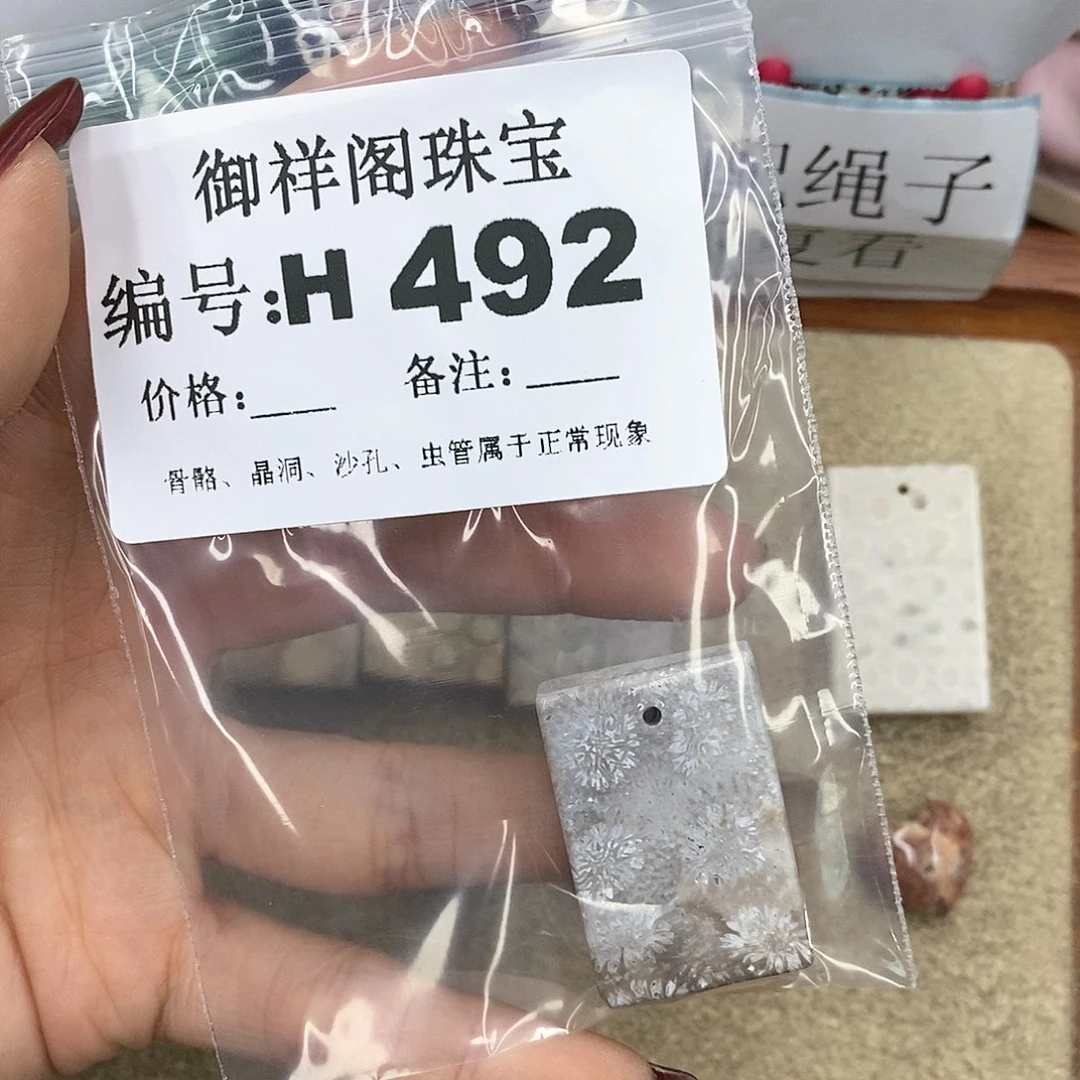 御祥阁珠宝
编号:H 492
价格:____ 备注:____
骨骼、晶洞、沙孔、虫管属于正常现象
绳子
看